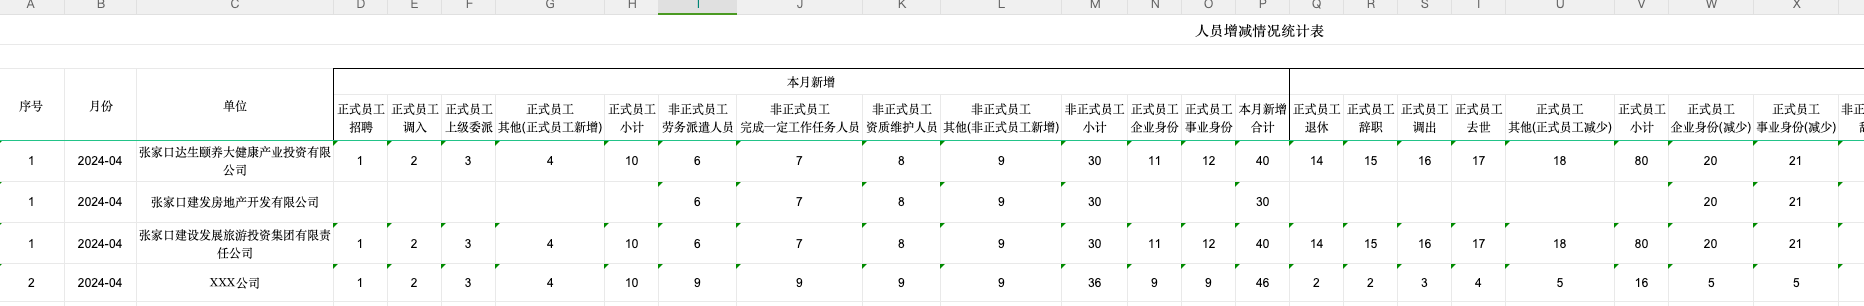 A B C D E F G H I J K L M N O P Q R S T U V W X
人员增减情况统计表
本月新增
序号 月份 单位
正式员工 正式员工 正式员工 正式员工 正式员工 非正式员工 非正式员工 非正式员工 非正式员工 非正式员工 正式员工 正式员工 本月新增 正式员工 正式员工 正式员工 正式员工 正式员工 正式员工 正式员工 正式员工
招聘 调入 上级委派 其他(正式员工新增) 小计 劳务派遣人员 完成一定工作任务人员 资质维护人员 其他(非正式员工新增) 小计 企业身份 事业身份 合计 退休 辞职 调出 去世 其他(正式员工减少) 小计 企业身份(减少) 事业身份(减少)
1 2024-04 张家口达生颐养大健康产业投资有限 1 2 3 4 10 6 7 8 9 30 11 12 40 14 15 16 17 18 80 20 21
公司
1 2024-04 张家口建发房地产开发有限公司 6 7 8 9 30 30 20 21
1 2024-04 张家口建设发展旅游投资集团有限责 1 2 3 4 10 6 7 8 9 30 11 12 40 14 15 16 17 18 80 20 21
任公司
2 2024-04 XXX公司 1 2 3 4 10 9 9 9 9 36 9 9 46 2 2 3 4 5 16 5 5